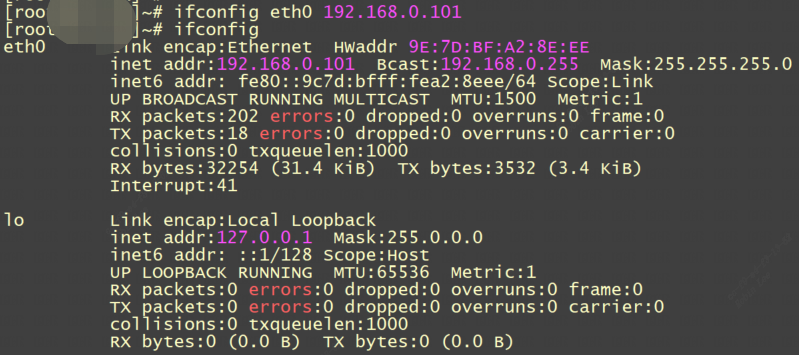 [root ]~# ifconfig eth0 192.168.0.101
[root ]~# ifconfig
eth0 Link encap:Ethernet HWaddr 9E:7D:BF:A2:8E:EE
inet addr:192.168.0.101 Bcast:192.168.0.255 Mask:255.255.255.0
inet6 addr: fe80::9c7d:bfff:fea2:8eee/64 Scope:Link
UP BROADCAST RUNNING MULTICAST MTU:1500 Metric:1
RX packets:202 errors:0 dropped:0 overruns:0 frame:0
TX packets:18 errors:0 dropped:0 overruns:0 carrier:0
collisions:0 txqueuelen:1000
RX bytes:32254 (31.4 KiB) TX bytes:3532 (3.4 KiB)
Interrupt:41
lo Link encap:Local Loopback
inet addr:127.0.0.1 Mask:255.0.0.0
inet6 addr: ::1/128 Scope:Host
UP LOOPBACK RUNNING MTU:65536 Metric:1
RX packets:0 errors:0 dropped:0 overruns:0 frame:0
TX packets:0 errors:0 dropped:0 overruns:0 carrier:0
collisions:0 txqueuelen:1000
RX bytes:0 (0.0 B) TX bytes:0 (0.0 B)